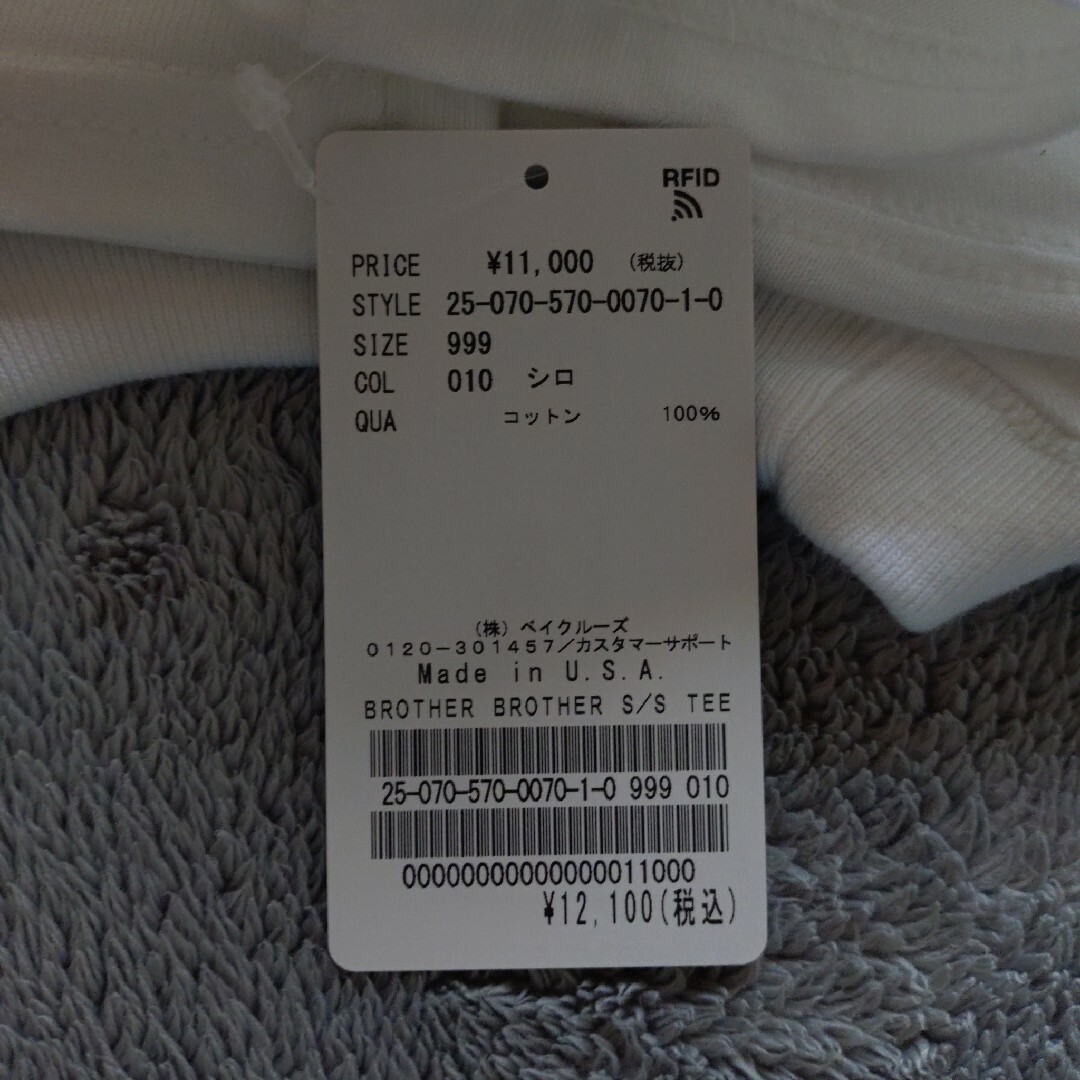 RFID
PRICE ¥11,000 (税抜)
STYLE 25-070-570-0070-1-0
SIZE 999
COL 010 シロ
QUA コットン 100%
(株)ベイクルーズ
0120-301457/カスタマーサポート
Made in U.S.A.
BROTHER BROTHER S/S TEE
25-070-570-0070-1-0 999 010
00000000000000011000
¥12,100(税込)